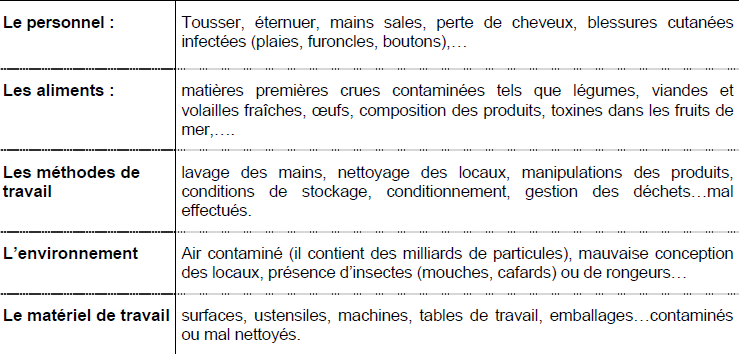 Le personnel : Tousser, éternuer, mains sales, perte de cheveux, blessures cutanées
infectées (plaies, furoncles, boutons),…
Les aliments : matières premières crues contaminées tels que légumes, viandes et
volailles fraîches, œufs, composition des produits, toxines dans les fruits de
mer,….
Les méthodes de lavage des mains, nettoyage des locaux, manipulations des produits,
travail conditions de stockage, conditionnement, gestion des déchets…mal
effectués.
L’environnement Air contaminé (il contient des milliards de particules), mauvaise conception
des locaux, présence d’insectes (mouches, cafards) ou de rongeurs…
Le matériel de travail surfaces, ustensiles, machines, tables de travail, emballages…contaminés
ou mal nettoyés.